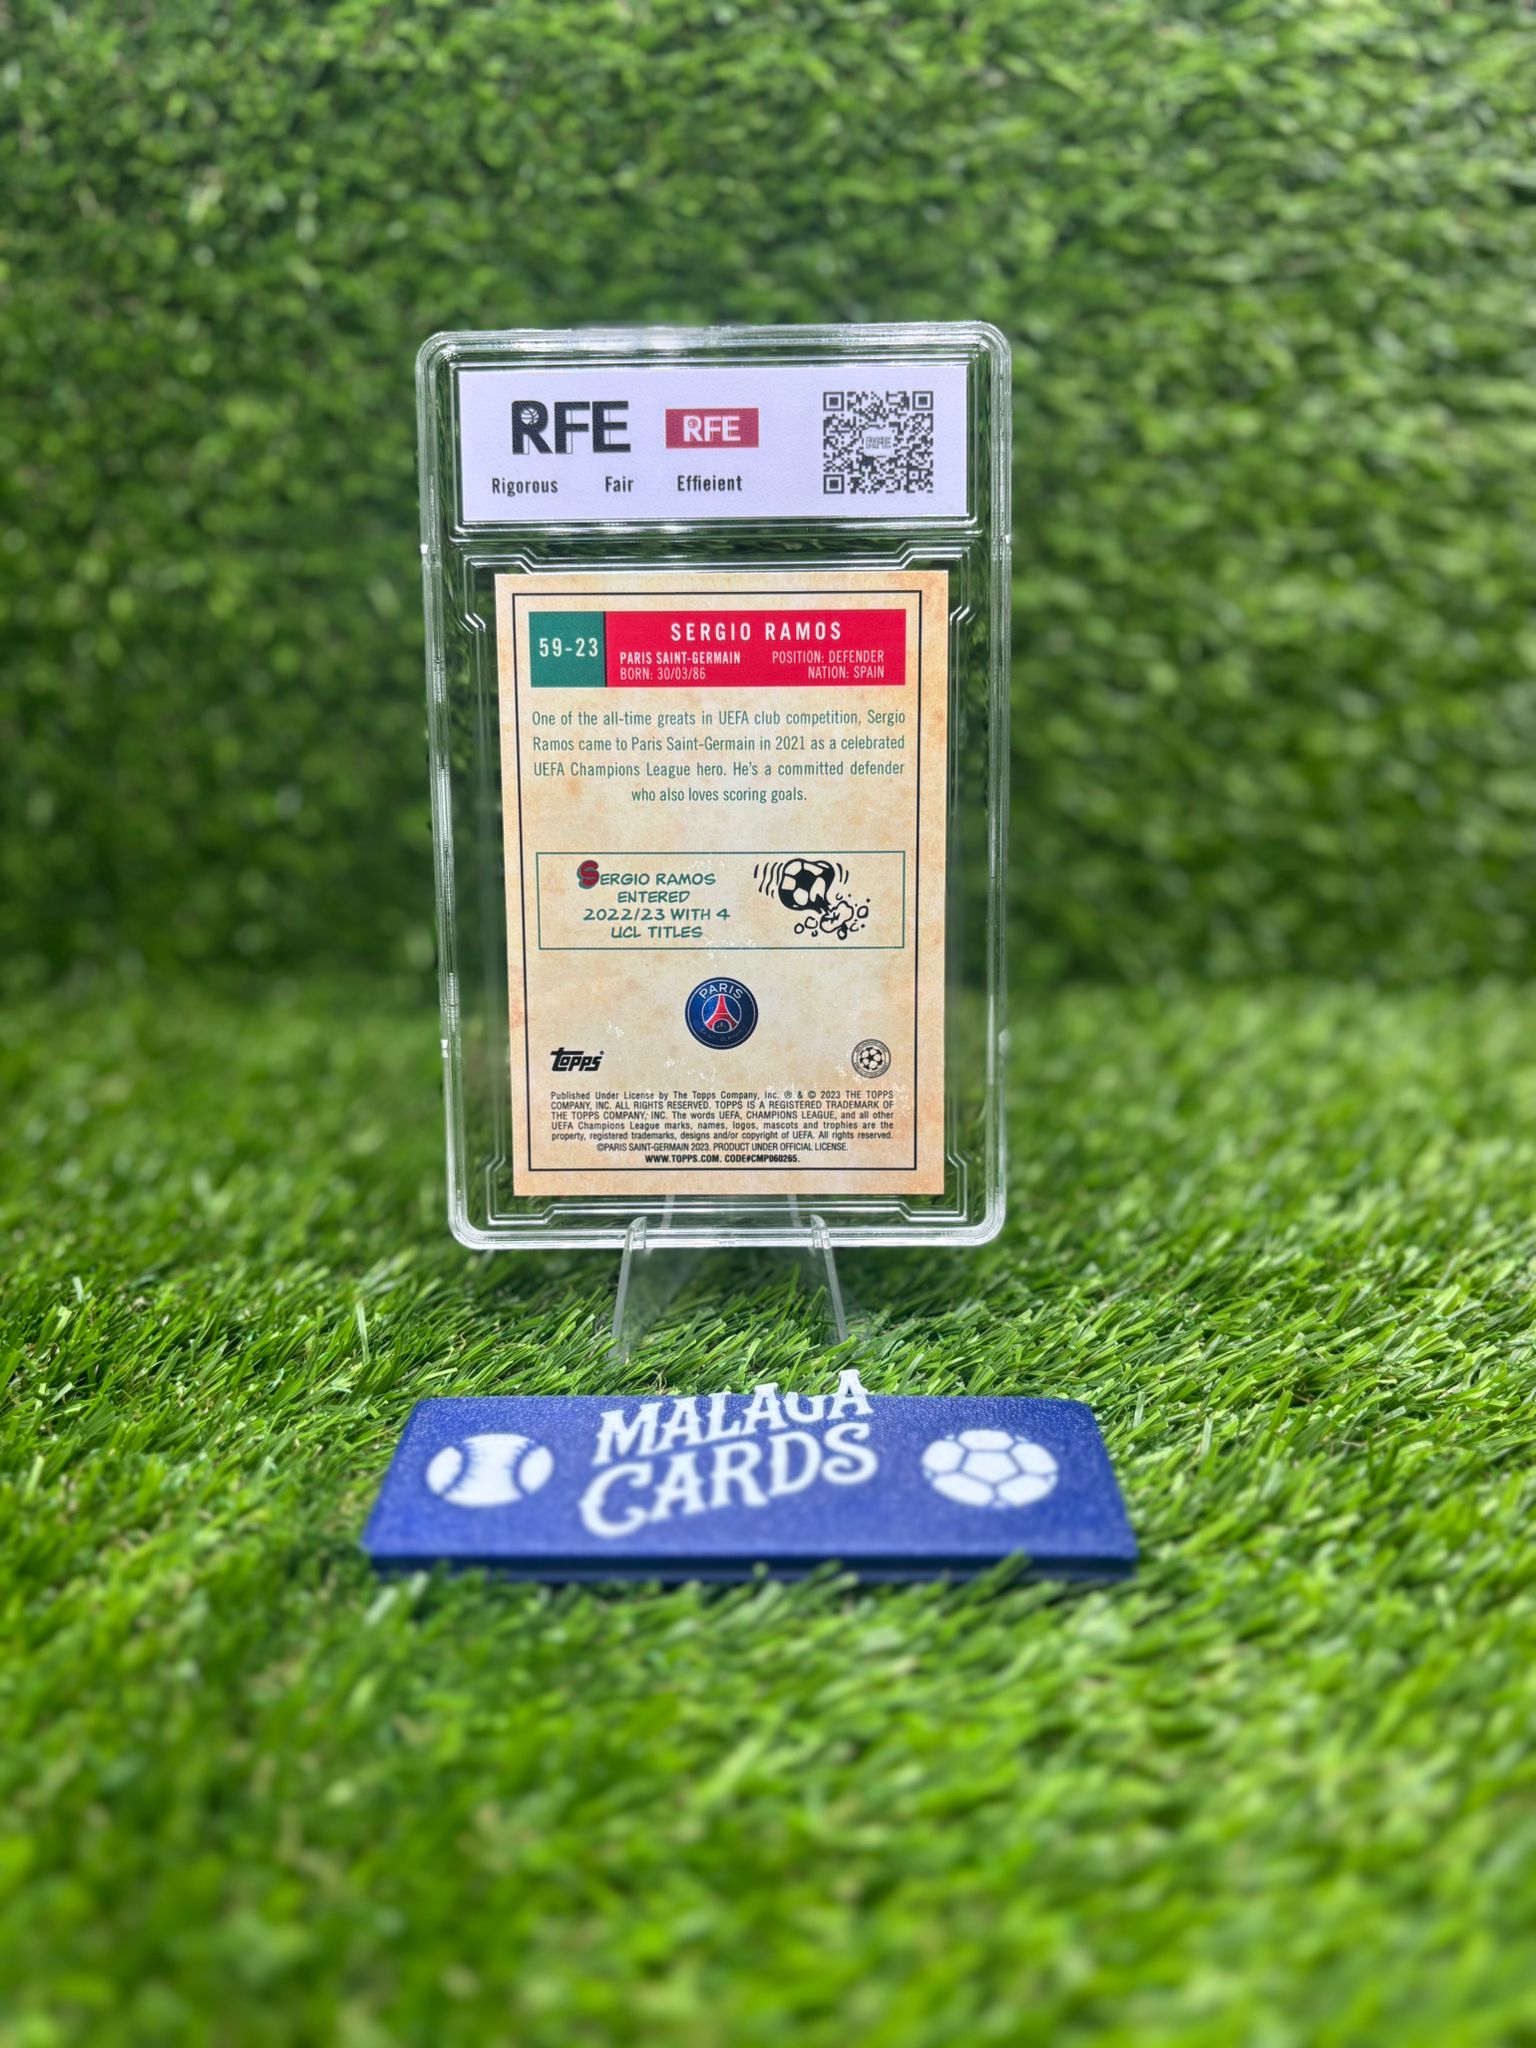 RFE
RFE
RFE
Rigorous Fair Effieient
59-23
SERGIO RAMOS
PARIS SAINT-GERMAIN
POSITION: DEFENDER
BORN: 30/03/86
NATION: SPAIN
One of the all-time greats in UEFA club competition, Sergio
Ramos came to Paris Saint-Germain in 2021 as a celebrated
UEFA Champions League hero. He's a committed defender
who also loves scoring goals.
SERGIO RAMOS
ENTERED
2022/23 WITH 4
UCL TITLES
PARIS
SAINT-GERMAIN
topps®
Published Under License by The Topps Company, Inc. ® & © 2023 THE TOPPS
COMPANY, INC. ALL RIGHTS RESERVED. TOPPS IS A REGISTERED TRADEMARK OF
THE TOPPS COMPANY, INC. The words UEFA, CHAMPIONS LEAGUE, and all other
UEFA Champions League marks, names, logos, mascots and trophies are the
property, registered trademarks, designs and/or copyright of UEFA. All rights reserved.
©PARIS SAINT-GERMAIN 2023. PRODUCT UNDER OFFICIAL LICENSE.
WWW.TOPPS.COM. CODE#CMP060265.
MALAGA
CARDS